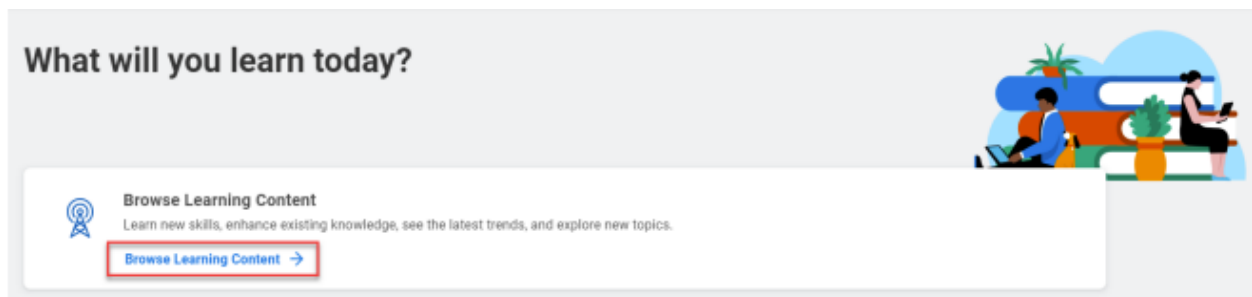 What will you learn today?
Browse Learning Content
Learn new skills, enhance existing knowledge, see the latest trends, and explore new topics.
Browse Learning Content